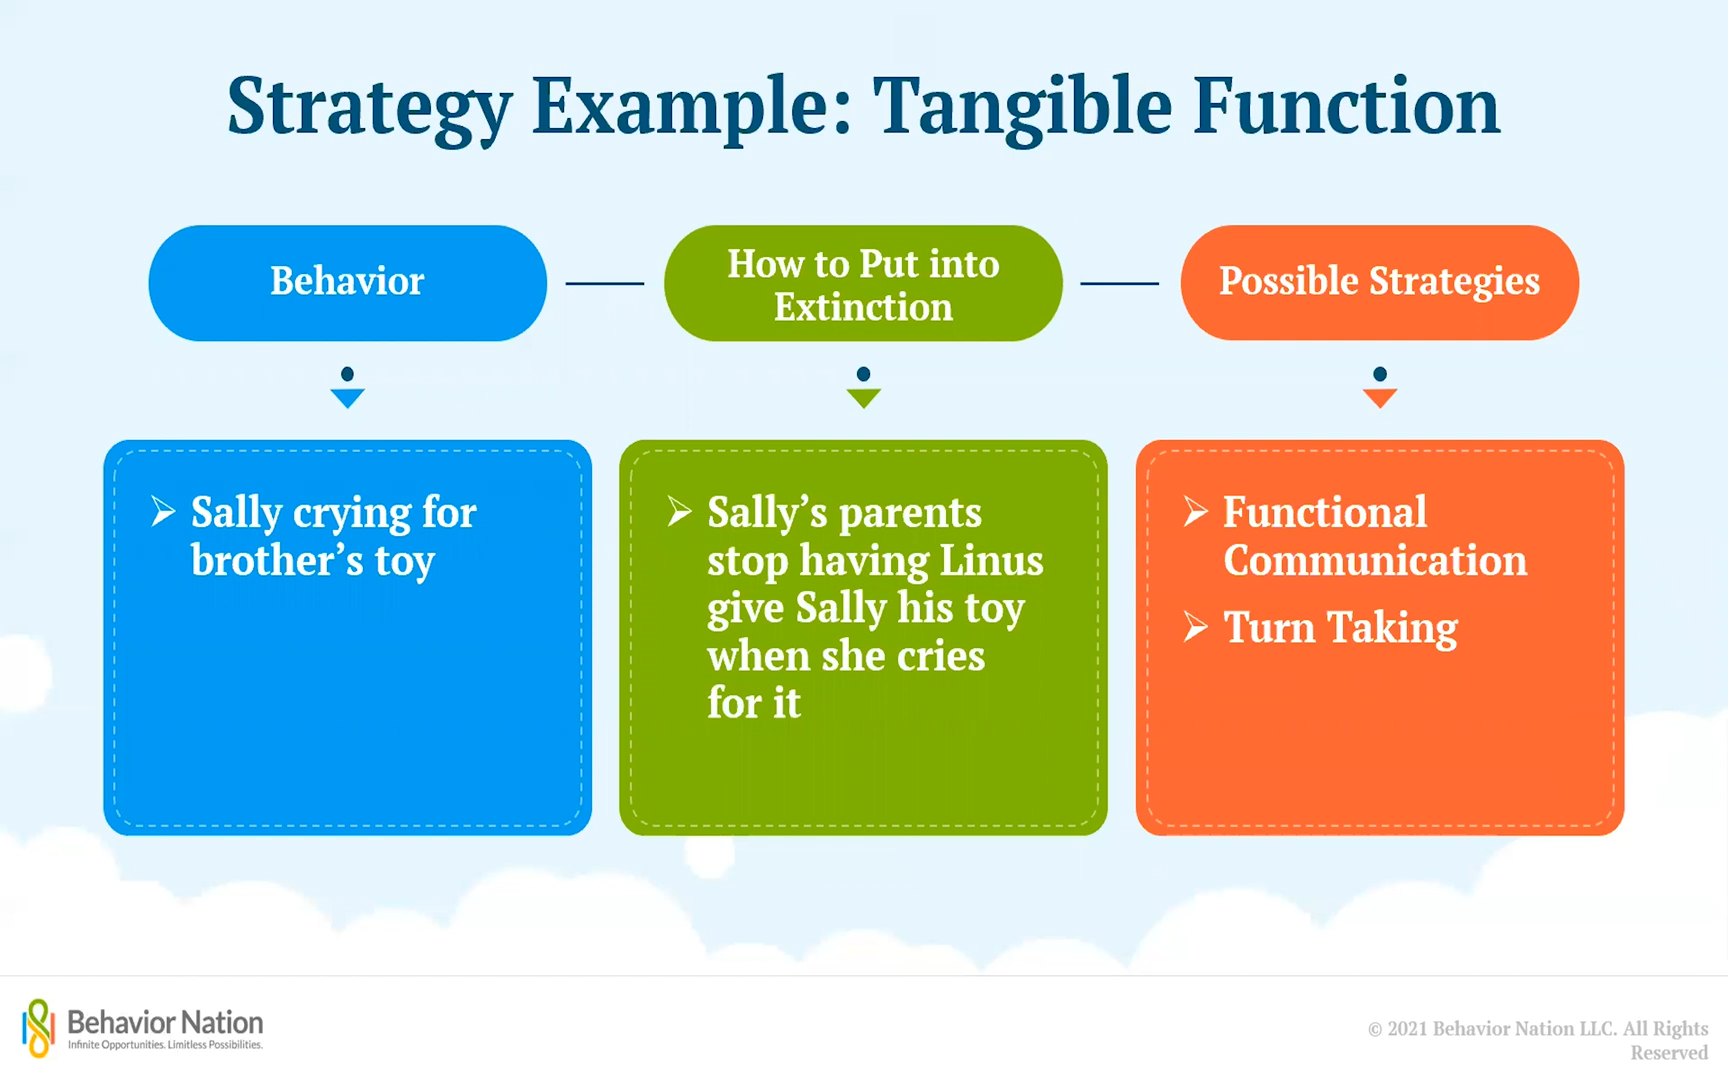 Strategy Example: Tangible Function
Behavior
How to Put into
Extinction
Possible Strategies
➢ Sally crying for
brother’s toy
➢ Sally’s parents
stop having Linus
give Sally his toy
when she cries
for it
➢ Functional
Communication
➢ Turn Taking
Behavior Nation
Infinite Opportunities. Limitless Possibilities.
© 2021 Behavior Nation LLC. All Rights
Reserved